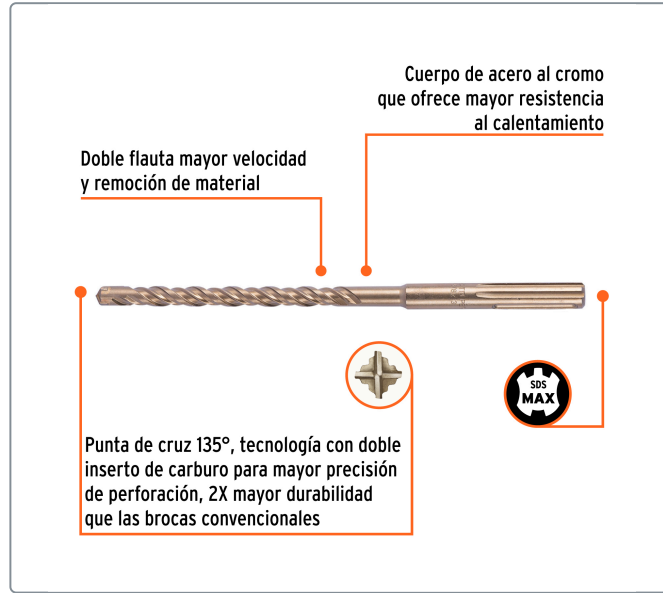 Cuerpo de acero al cromo
que ofrece mayor resistencia
al calentamiento
Doble flauta mayor velocidad
y remoción de material
SDS
MAX
Punta de cruz 135°, tecnología con doble
inserto de carburo para mayor precisión
de perforación, 2X mayor durabilidad
que las brocas convencionales